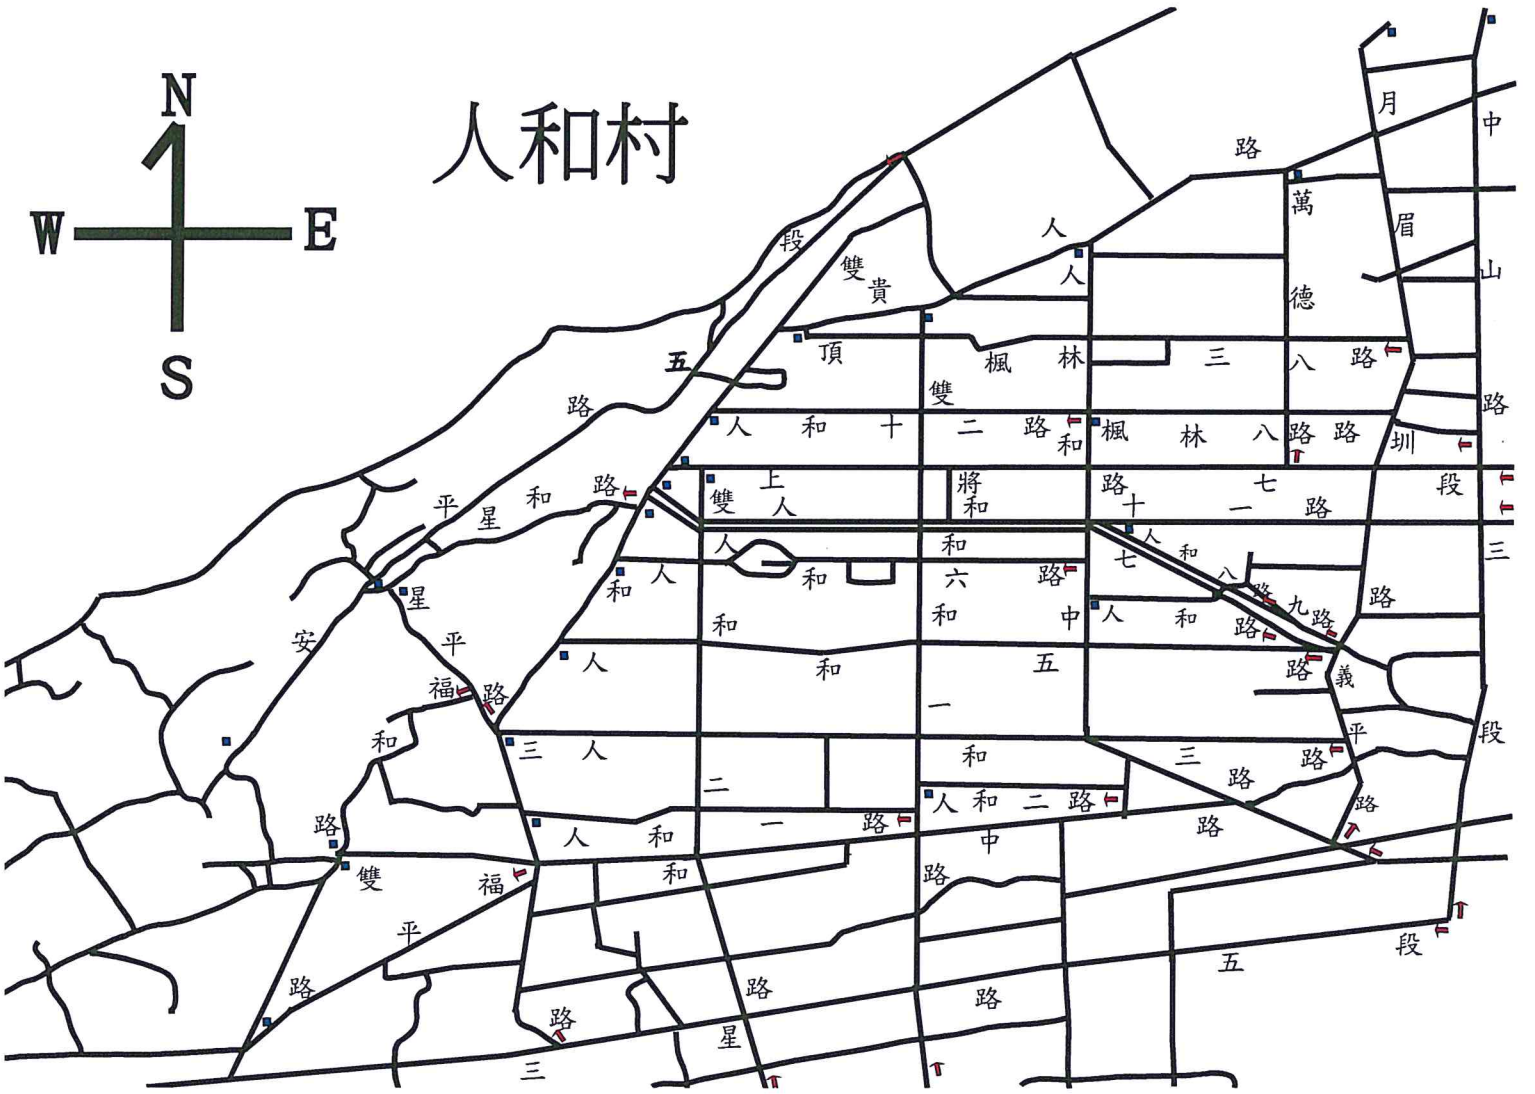 N
W E
S
人和村
月眉圳路
中山路三段
貴人路
萬德八路
安平路五段
雙和三路
人和中路
頂楓林三路
雙和一路
人和十二路
楓林八路
上將路七段
星和路
雙和二路
人和十一路
人和七路
人和八路
人和六路
人和九路
星平路
人和五路
福和路
義平路
人和三路
人和二路
人和一路
福和中路
雙平路
三星路五段